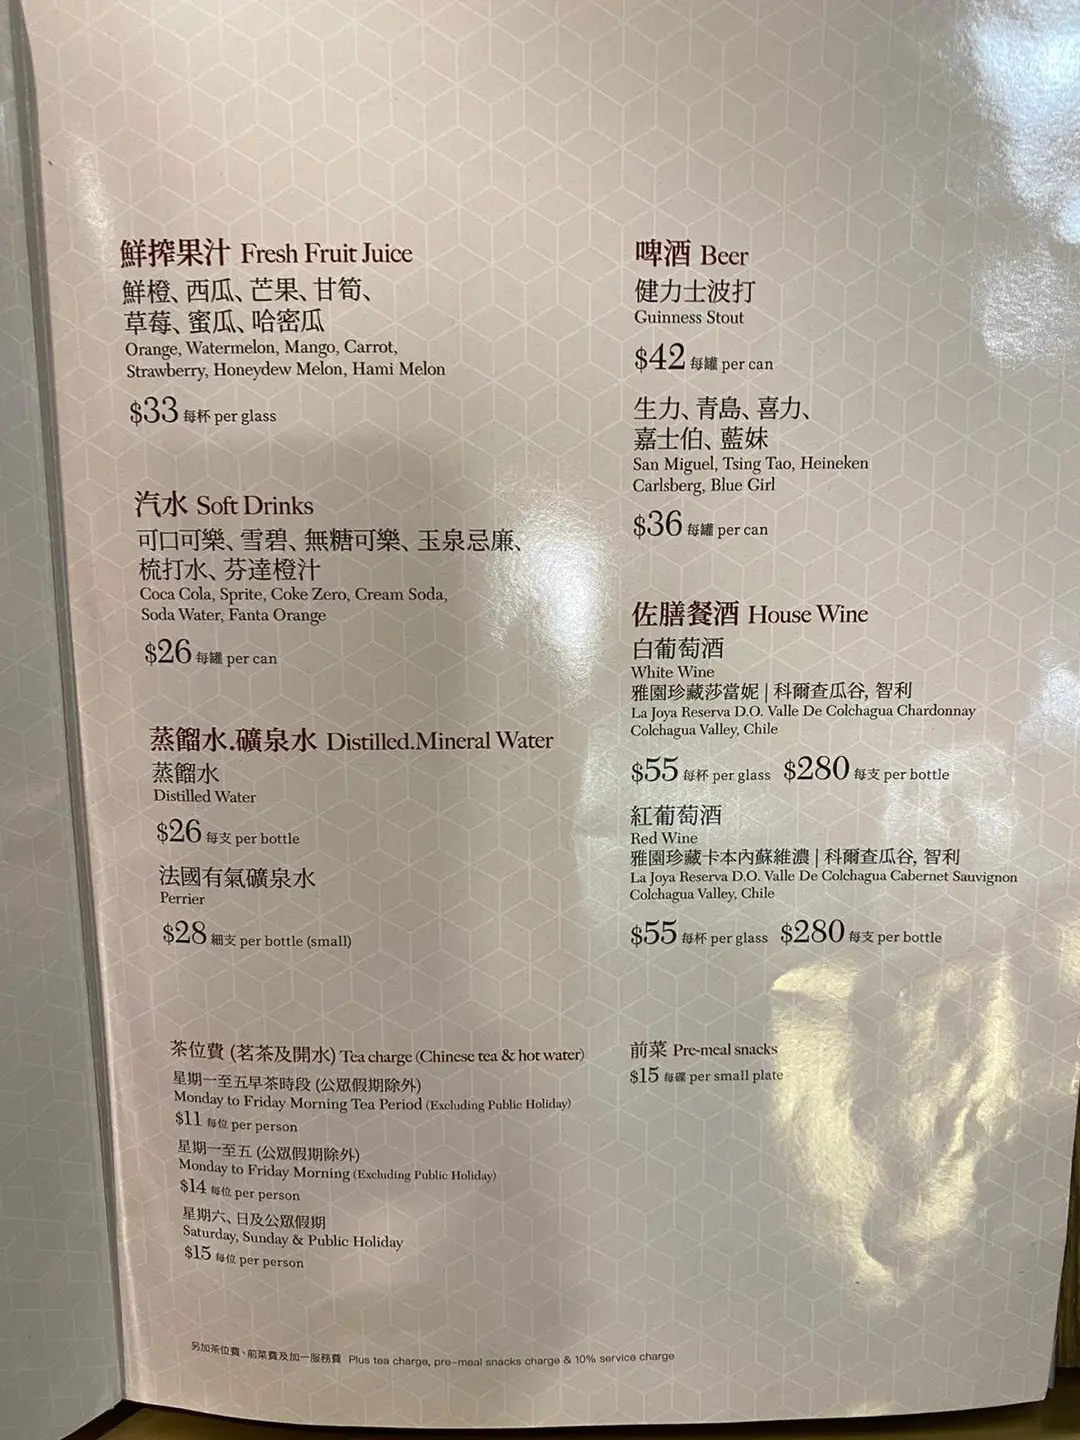 鮮搾果汁 Fresh Fruit Juice
鮮橙、西瓜、芒果、甘筍、
草莓、蜜瓜、哈密瓜
Orange, Watermelon, Mango, Carrot,
Strawberry, Honeydew Melon, Hami Melon
$33 每杯 per glass
汽水 Soft Drinks
可口可樂、雪碧、無糖可樂、玉泉忌廉、
梳打水、芬達橙汁
Coca Cola, Sprite, Coke Zero, Cream Soda,
Soda Water, Fanta Orange
$26 每罐 per can
蒸餾水.礦泉水 Distilled.Mineral Water
蒸餾水
Distilled Water
$26 每支 per bottle
法國有氣礦泉水
Perrier
$28 細支 per bottle (small)
茶位費 (茗茶及開水) Tea charge (Chinese tea & hot water)
星期一至五早茶時段 (公眾假期除外)
Monday to Friday Morning Tea Period (Excluding Public Holiday)
$11 每位 per person
星期一至五 (公眾假期除外)
Monday to Friday Morning (Excluding Public Holiday)
$14 每位 per person
星期六、日及公眾假期
Saturday, Sunday & Public Holiday
$15 每位 per person
啤酒 Beer
健力士波打
Guinness Stout
$42 每罐 per can
生力、青島、喜力、
嘉士伯、藍妹
San Miguel, Tsing Tao, Heineken
Carlsberg, Blue Girl
$36 每罐 per can
佐膳餐酒 House Wine
白葡萄酒
White Wine
雅園珍藏莎當妮 | 科爾查瓜谷, 智利
La Joya Reserva D.O. Valle De Colchagua Chardonnay
Colchagua Valley, Chile
$55 每杯 per glass $280 每支 per bottle
紅葡萄酒
Red Wine
雅園珍藏卡本內蘇維濃 | 科爾查瓜谷, 智利
La Joya Reserva D.O. Valle De Colchagua Cabernet Sauvignon
Colchagua Valley, Chile
$55 每杯 per glass $280 每支 per bottle
前菜 Pre-meal snacks
$15 每碟 per small plate
另加茶位費、前菜費及加一服務費 Plus tea charge, pre-meal snacks charge & 10% service charge